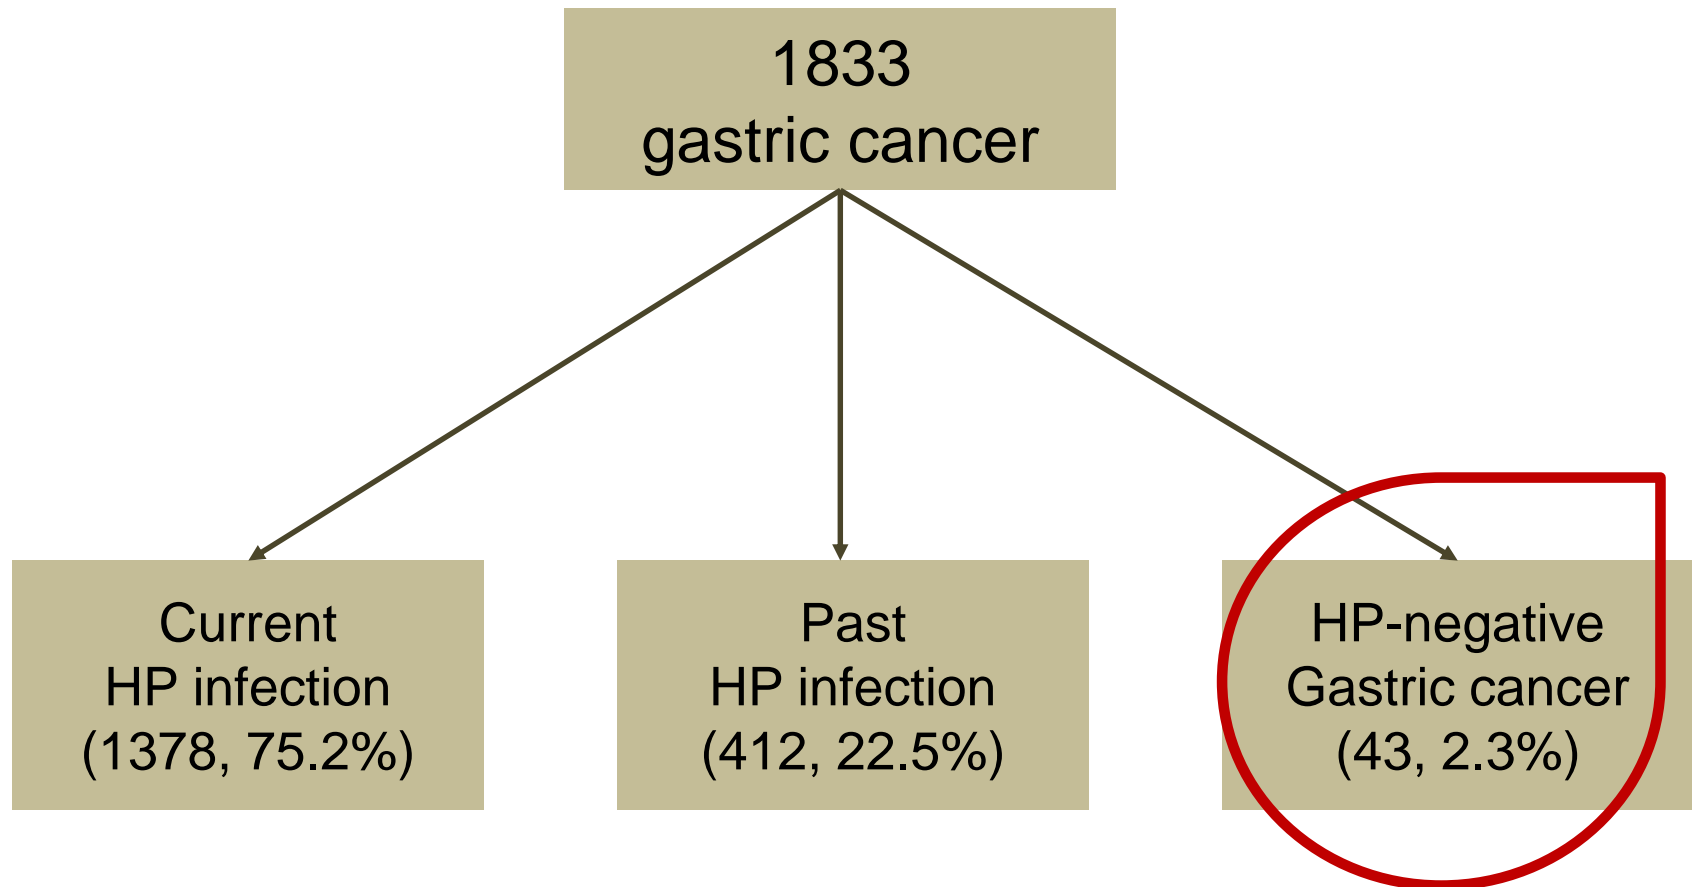 1833
gastric cancer
Current
HP infection
(1378, 75.2%)
Past
HP infection
(412, 22.5%)
HP-negative
Gastric cancer
(43, 2.3%)